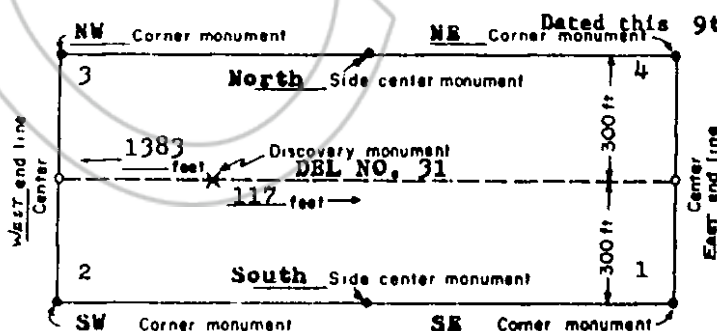 Dated this 9t
NW Corner monument NE Corner monument
3 4
North Side center monument
300 ft
WEST end line
Center
1383 feet
Discovery monument
DEL NO. 31
117 feet
Center
EAST end line
300 ft
2 1
South Side center monument
SW Corner monument SE Corner monument